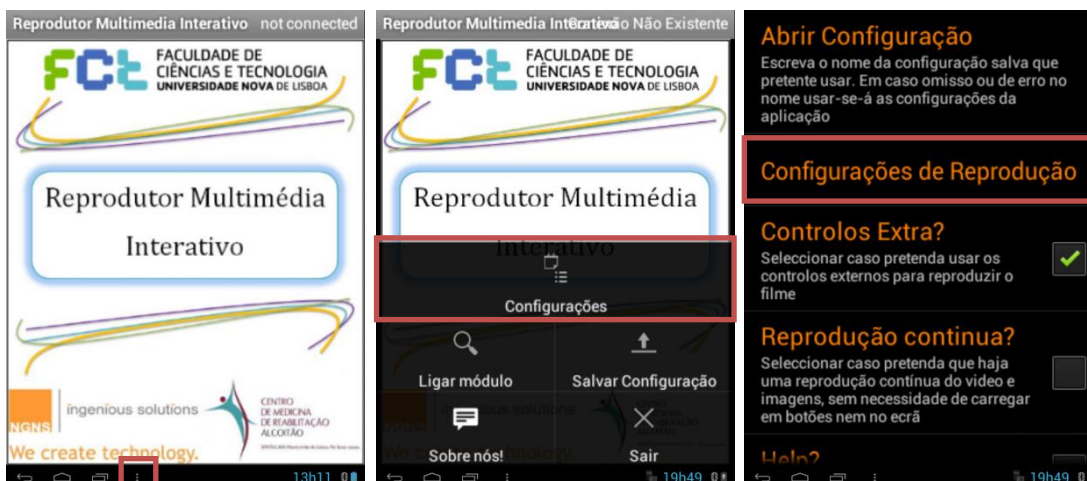 Reprodutor Multimedia Interativo not connected
FCt
FACULDADE DE
CIÊNCIAS E TECNOLOGIA
UNIVERSIDADE NOVA DE LISBOA
Reprodutor Multimédia
Interativo
NGNS
ingenious solutions
We create technology.
CENTRO
DE MEDICINA
DE REABILITAÇÃO
ALCOITÃO
13h11
Reprodutor Multimedia Interativo Não Existente
FCt
FACULDADE DE
CIÊNCIAS E TECNOLOGIA
UNIVERSIDADE NOVA DE LISBOA
Reprodutor Multimédia
Interativo
Configurações
Ligar módulo
Salvar Configuração
Sobre nós!
Sair
19h49
Abrir Configuração
Escreva o nome da configuração salva que
pretente usar. Em caso omisso ou de erro no
nome usar-se-á as configurações da
aplicação
Configurações de Reprodução
Controlos Extra?
Seleccionar caso pretenda usar os
controlos externos para reproduzir o
filme
Reprodução continua?
Seleccionar caso pretenda que haja
uma reprodução contínua do video e
imagens, sem necessidade de carregar
em botões nem no ecrã
Help?
19h49